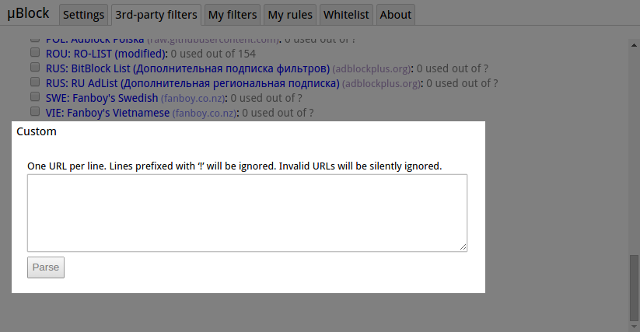 µBlock Settings 3rd-party filters My filters My rules Whitelist About
POL: Adblock Polska (raw.githubusercontent.com): 0 used out of ?
ROU: RO-LIST (modified): 0 used out of 154
RUS: BitBlock List (Дополнительная подписка фильтров) (adblockplus.org): 0 used out of ?
RUS: RU AdList (Дополнительная региональная подписка) (adblockplus.org): 0 used out of ?
SWE: Fanboy's Swedish (fanboy.co.nz): 0 used out of ?
VIE: Fanboy's Vietnamese (fanboy.co.nz): 0 used out of ?
Custom
One URL per line. Lines prefixed with ‘!’ will be ignored. Invalid URLs will be silently ignored.
Parse